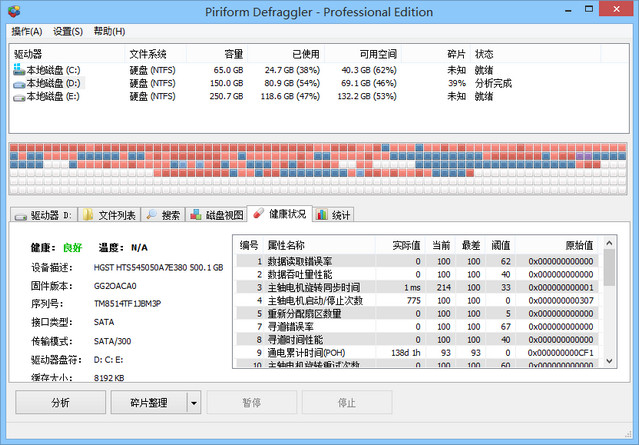 Piriform Defraggler - Professional Edition
操作(A) 设置(S) 帮助(H)
驱动器 文件系统 容量 已使用 可用空间 碎片 状态
本地磁盘 (C:) 硬盘 (NTFS) 65.0 GB 24.7 GB (38%) 40.3 GB (62%) 未知 就绪
本地磁盘 (D:) 硬盘 (NTFS) 150.0 GB 80.9 GB (54%) 69.1 GB (46%) 39% 分析完成
本地磁盘 (E:) 硬盘 (NTFS) 250.7 GB 118.6 GB (47%) 132.2 GB (53%) 未知 就绪
驱动器 D: 文件列表 搜索 磁盘视图 健康状况 统计
健康: 良好 温度: N/A
设备描述: HGST HTS545050A7E380 500.1 GB
固件版本: GG2OACA0
序列号: TM8514TF1JBM3P
接口类型: SATA
传输模式: SATA/300
驱动器盘符: D: C: E:
缓存大小: 8192 KB
编号 属性名称 实际值 当前 最差 阈值 原始值
1 数据读取错误率 0 100 100 62 0x000000000000
2 数据吞吐量性能 0 100 100 40 0x000000000000
3 主轴电机旋转同步时间 1 ms 214 100 33 0x000000000001
4 主轴电机启动/停止次数 775 100 100 0 0x000000000307
5 重新分配扇区数量 0 100 100 5 0x000000000000
7 寻道错误率 0 100 100 67 0x000000000000
8 寻道时间性能 0 100 100 40 0x000000000000
9 通电累计时间(POH) 138d 1h 93 93 0 0x000000000CF1
10 主轴电机旋转重试次数 0 100 100 60 0x000000000000
分析 碎片整理 暂停 停止